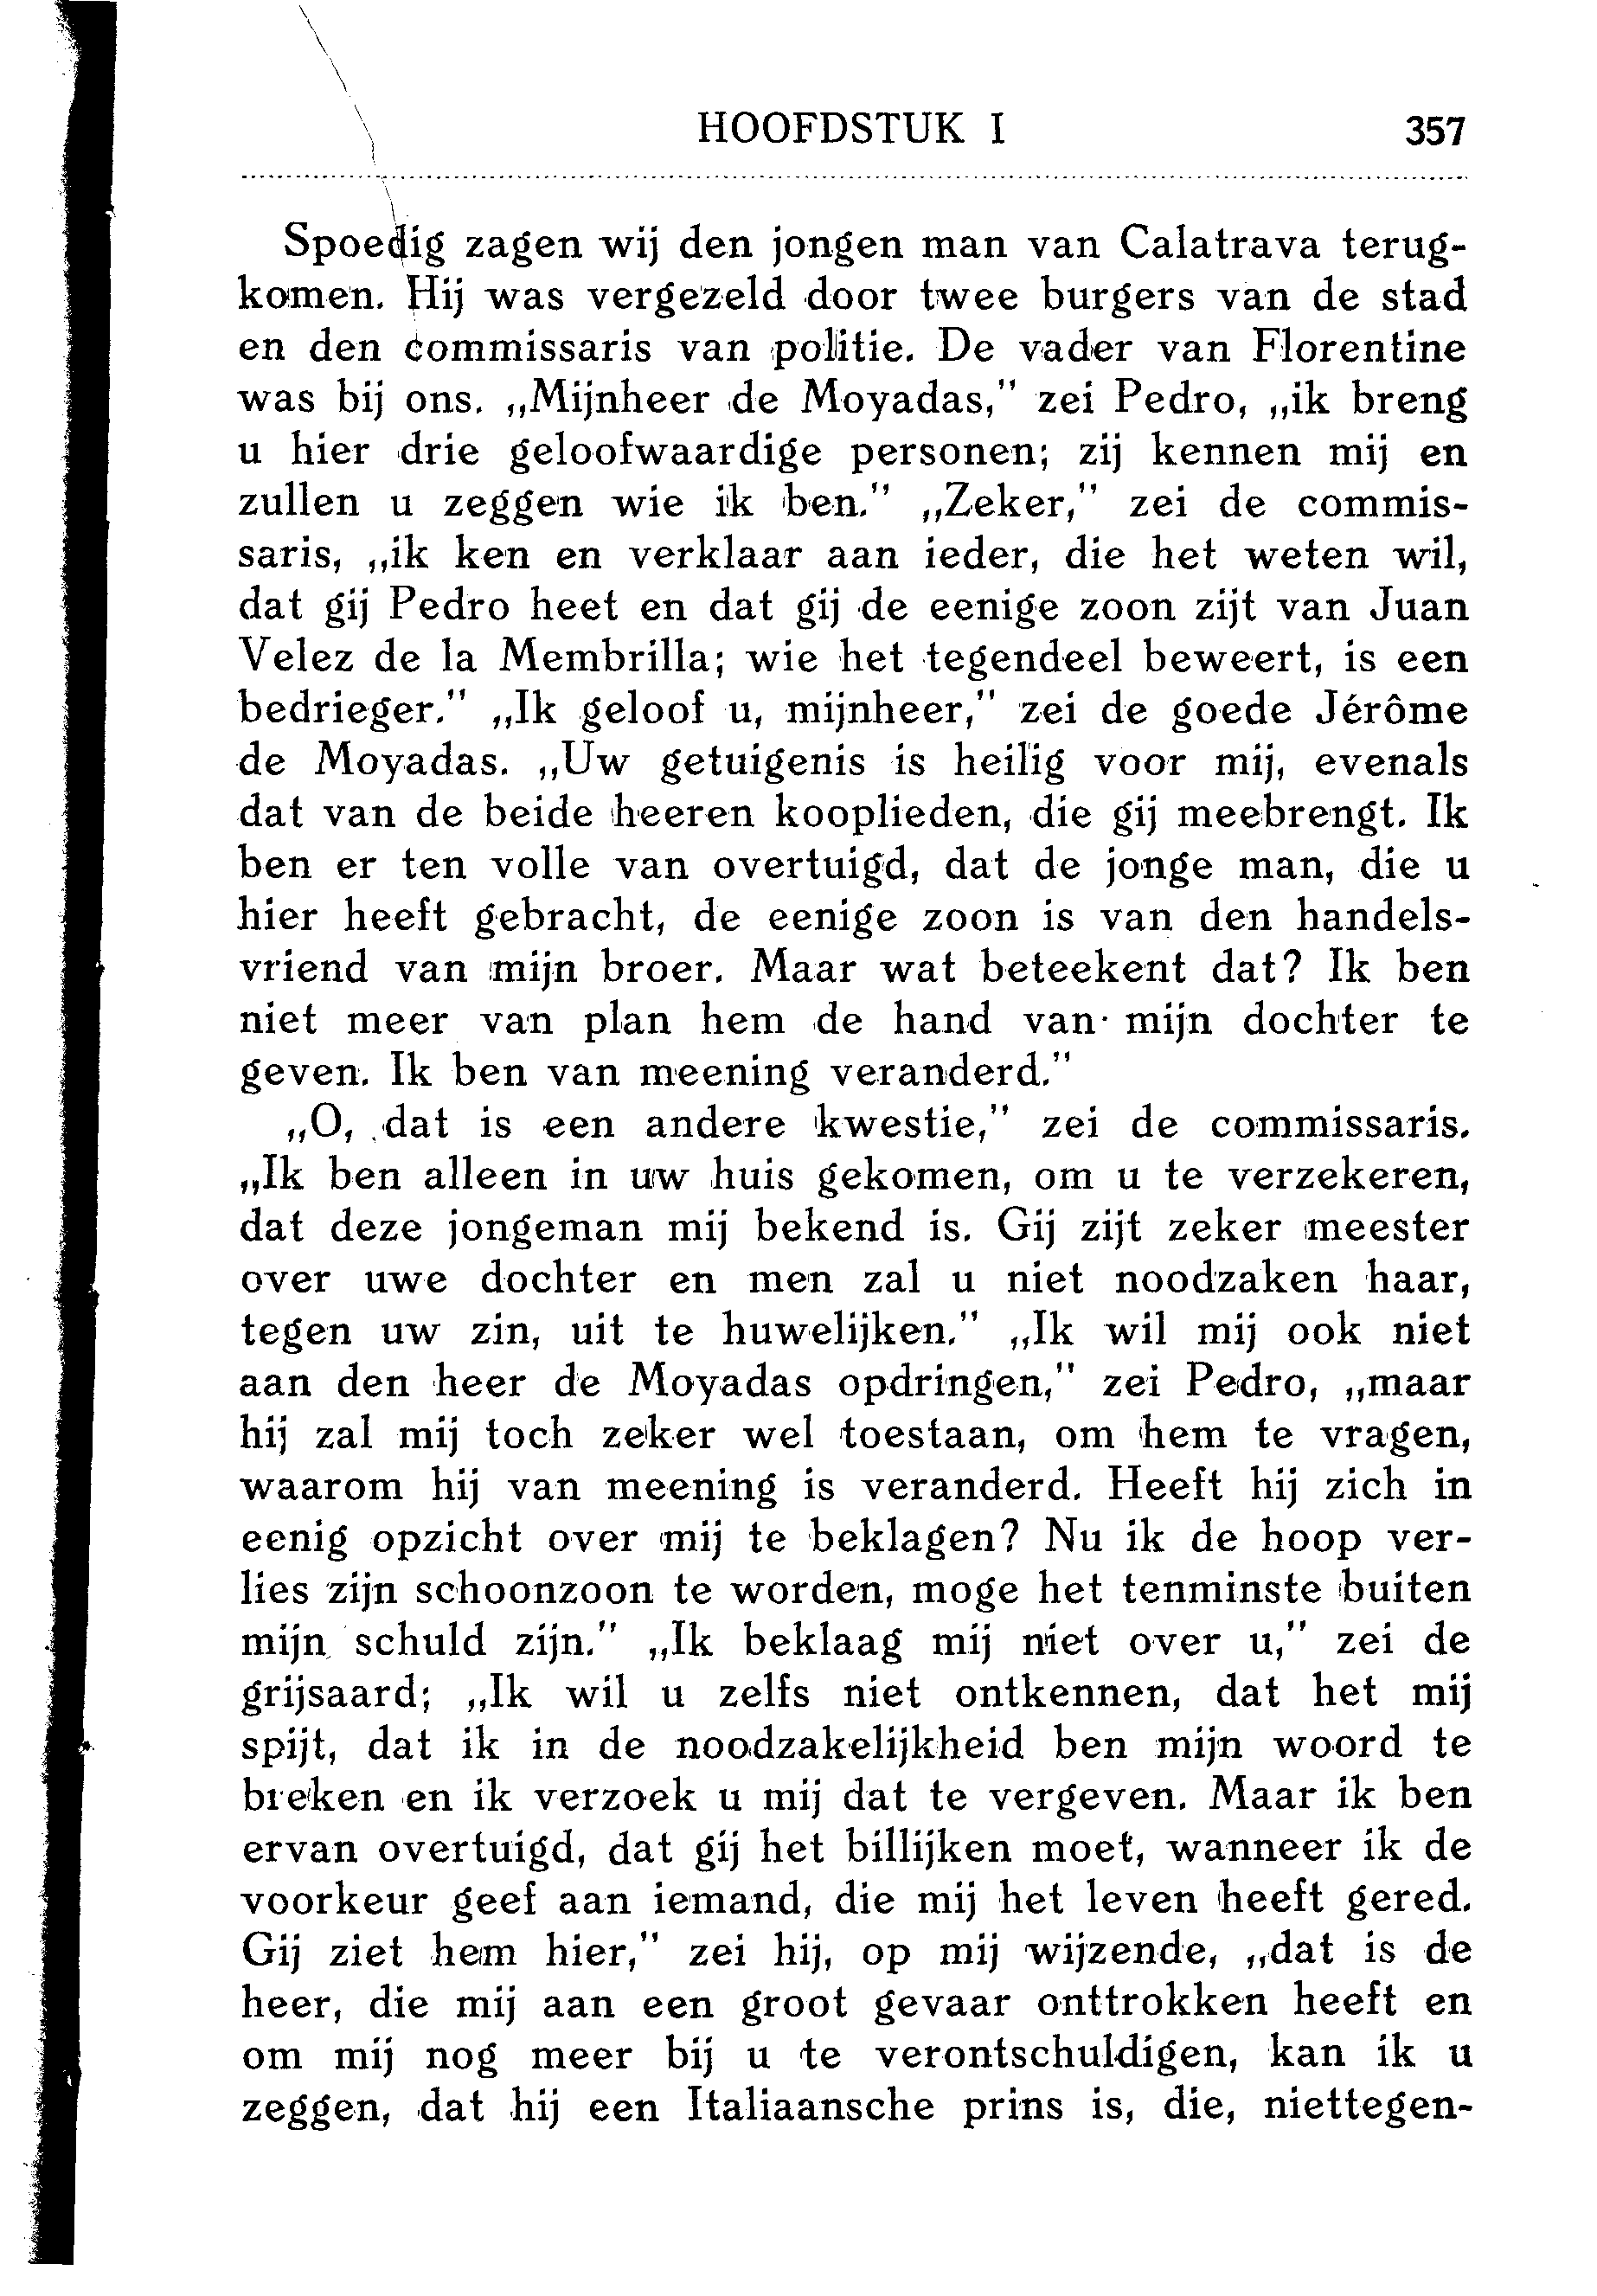 HOOFDSTUK I 357
Spoedig zagen wij den jongen man van Calatrava terug-
komen. Hij was vergezeld door twee burgers van de stad
en den commissaris van politie. De vader van Florentine
was bij ons. „Mijnheer de Moyadas,” zei Pedro, „ik breng
u hier drie geloofwaardige personen; zij kennen mij en
zullen u zeggen wie ik ben.” „Zeker,” zei de commis-
saris, „ik ken en verklaar aan ieder, die het weten wil,
dat gij Pedro heet en dat gij de eenige zoon zijt van Juan
Velez de la Membrilla; wie het tegendeel beweert, is een
bedrieger.” „Ik geloof u, mijnheer,” zei de goede Jérôme
de Moyadas. „Uw getuigenis is heilig voor mij, evenals
dat van de beide heeren kooplieden, die gij meebrengt. Ik
ben er ten volle van overtuigd, dat de jonge man, die u
hier heeft gebracht, de eenige zoon is van den handels-
vriend van mijn broer. Maar wat beteekent dat? Ik ben
niet meer van plan hem de hand van mijn dochter te
geven. Ik ben van meening veranderd.”
„O, dat is een andere kwestie,” zei de commissaris.
„Ik ben alleen in uw huis gekomen, om u te verzekeren,
dat deze jongeman mij bekend is. Gij zijt zeker meester
over uwe dochter en men zal u niet noodzaken haar,
tegen uw zin, uit te huwelijken.” „Ik wil mij ook niet
aan den heer de Moyadas opdringen,” zei Pedro, „maar
hij zal mij toch zeker wel toestaan, om hem te vragen,
waarom hij van meening is veranderd. Heeft hij zich in
eenig opzicht over mij te beklagen? Nu ik de hoop ver-
lies zijn schoonzoon te worden, moge het tenminste buiten
mijn schuld zijn.” „Ik beklaag mij niet over u,” zei de
grijsaard; „Ik wil u zelfs niet ontkennen, dat het mij
spijt, dat ik in de noodzakelijkheid ben mijn woord te
breken en ik verzoek u mij dat te vergeven. Maar ik ben
ervan overtuigd, dat gij het billijken moet, wanneer ik de
voorkeur geef aan iemand, die mij het leven heeft gered.
Gij ziet hem hier,” zei hij, op mij wijzende, „dat is de
heer, die mij aan een groot gevaar onttrokken heeft en
om mij nog meer bij u te verontschuldigen, kan ik u
zeggen, dat hij een Italiaansche prins is, die, niettegen-